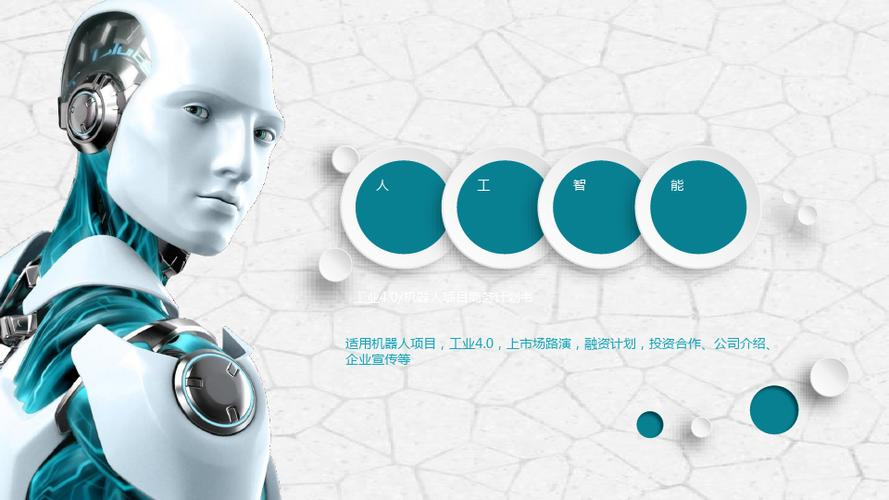 人 工 智 能
工业4.0/机器人项目商务计划书
适用机器人项目，工业4.0，上市场路演，融资计划，投资合作、公司介绍、
企业宣传等